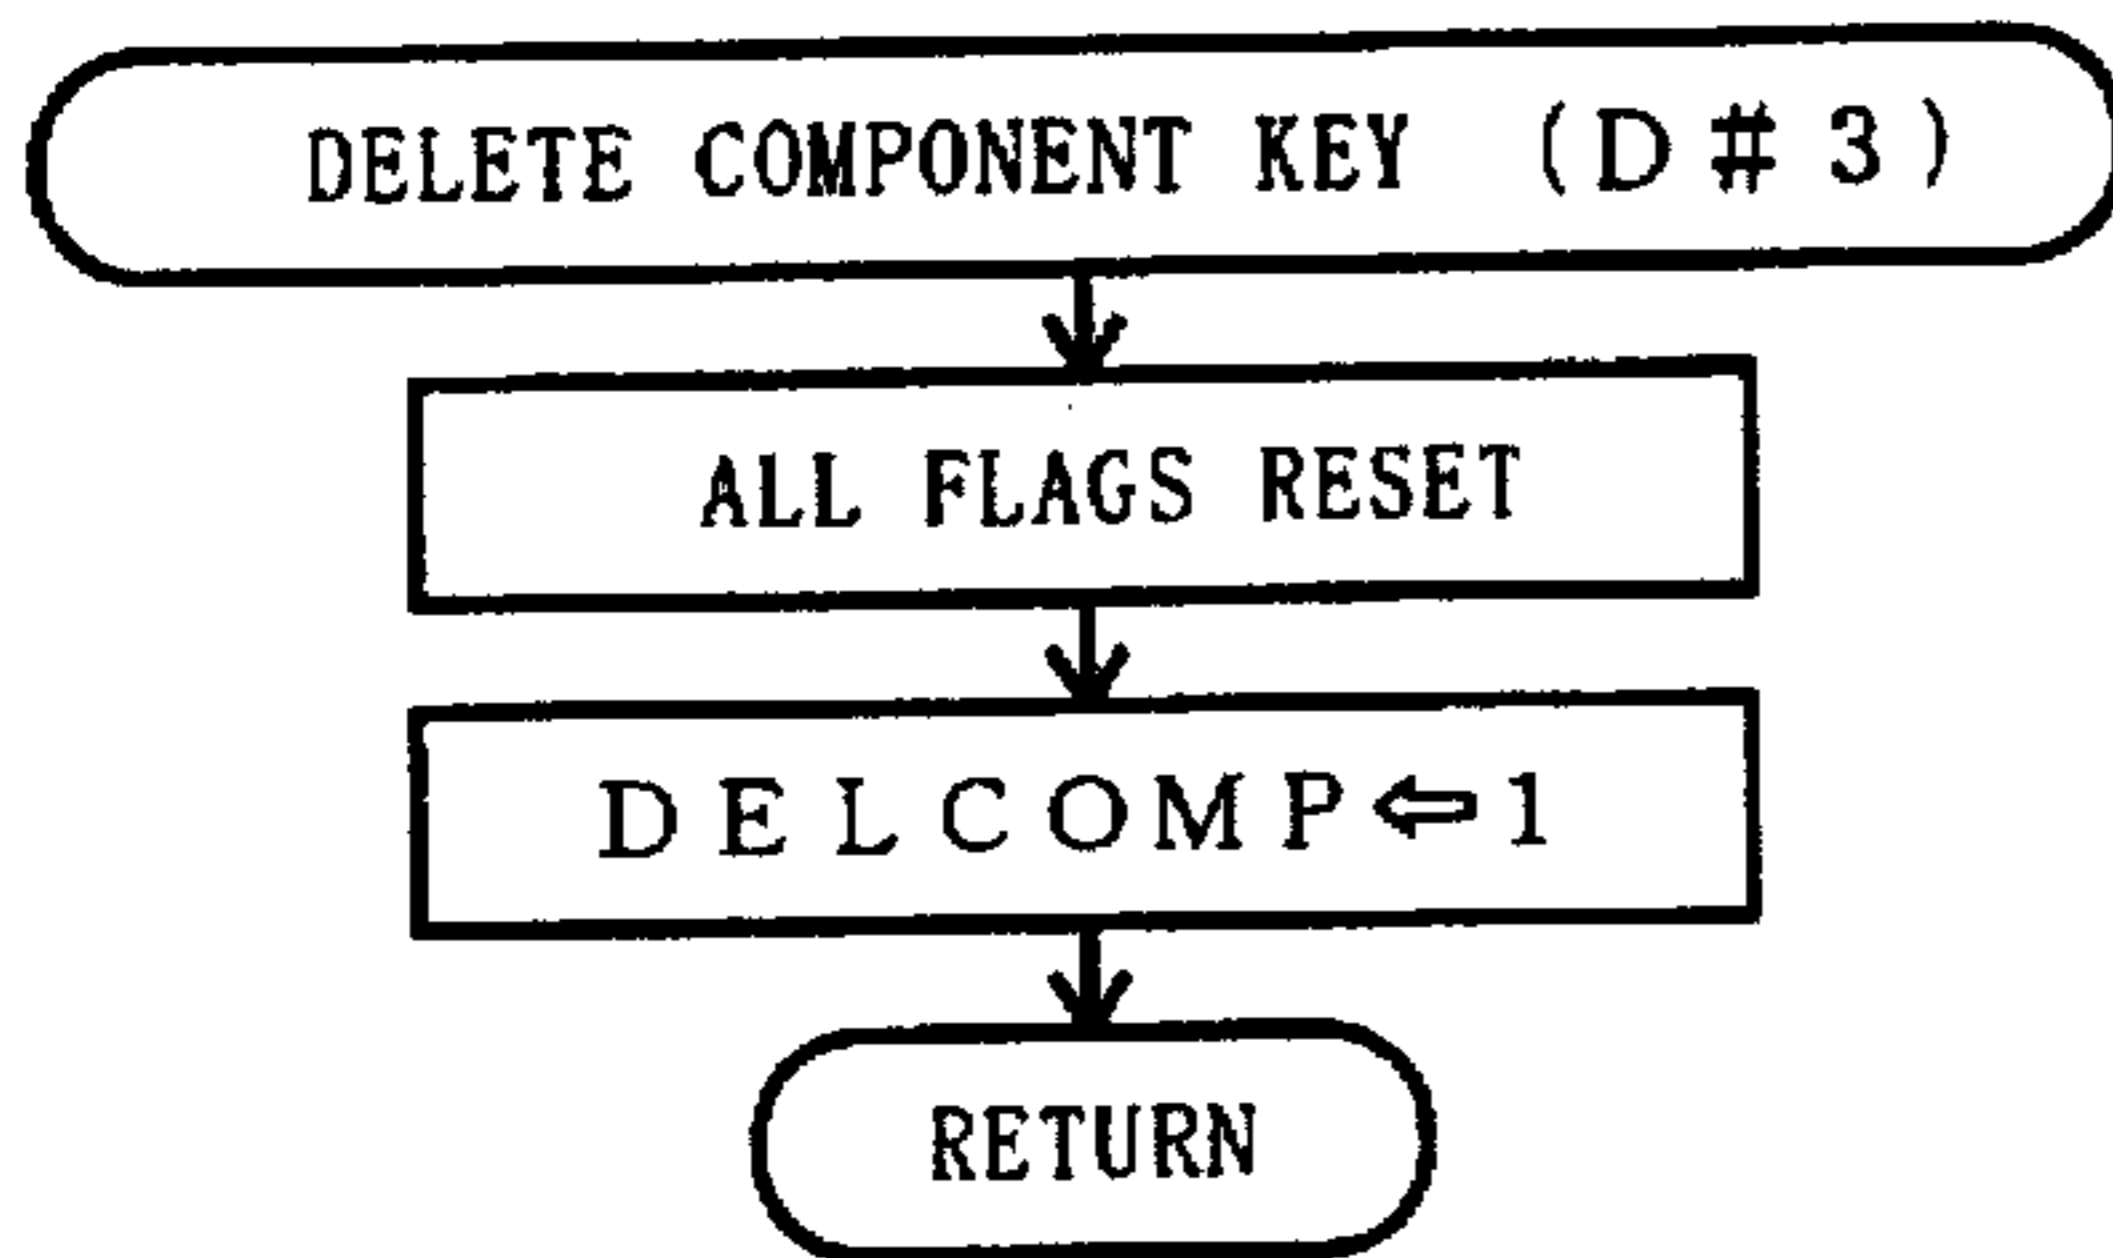 DELETE COMPONENT KEY (D#3)
ALL FLAGS RESET
DELCOMP⇦1
RETURN